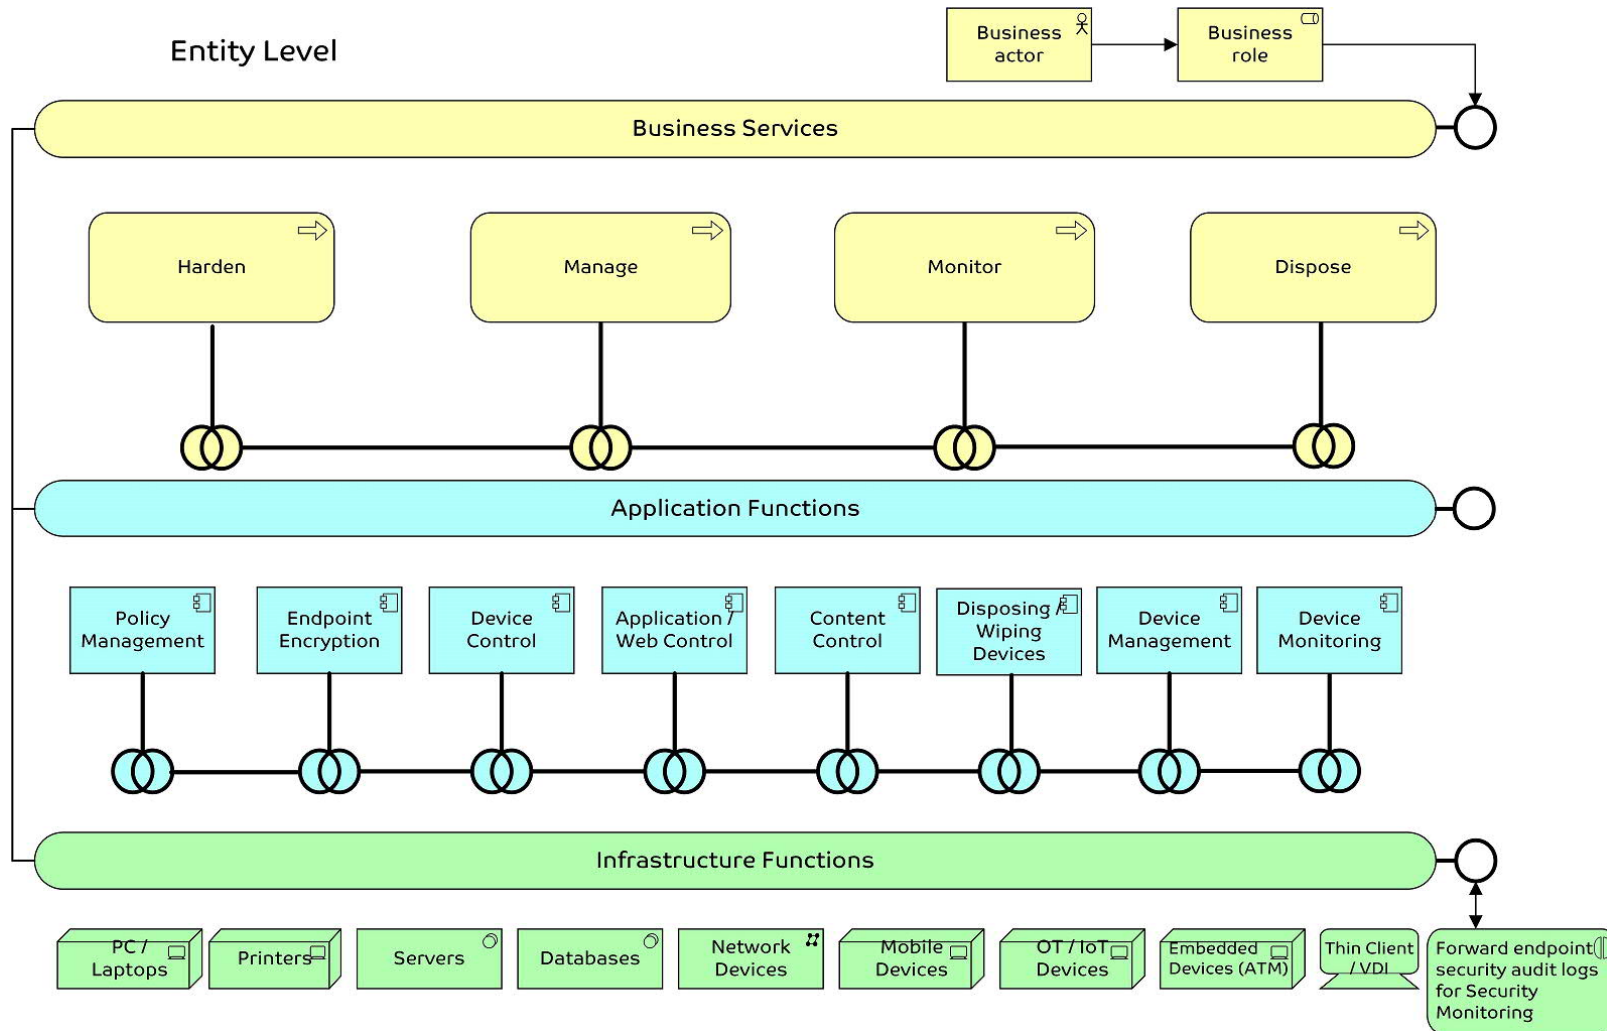 Entity Level
Business
actor
Business
role
Business Services
Harden
Manage
Monitor
Dispose
Application Functions
Policy
Management
Endpoint
Encryption
Device
Control
Application /
Web Control
Content
Control
Disposing /
Wiping
Devices
Device
Management
Device
Monitoring
Infrastructure Functions
PC /
Laptops
Printers
Servers
Databases
Network
Devices
Mobile
Devices
OT / IoT
Devices
Embedded
Devices (ATM)
Thin Client
/ VDI
Forward endpoint
security audit logs
for Security
Monitoring